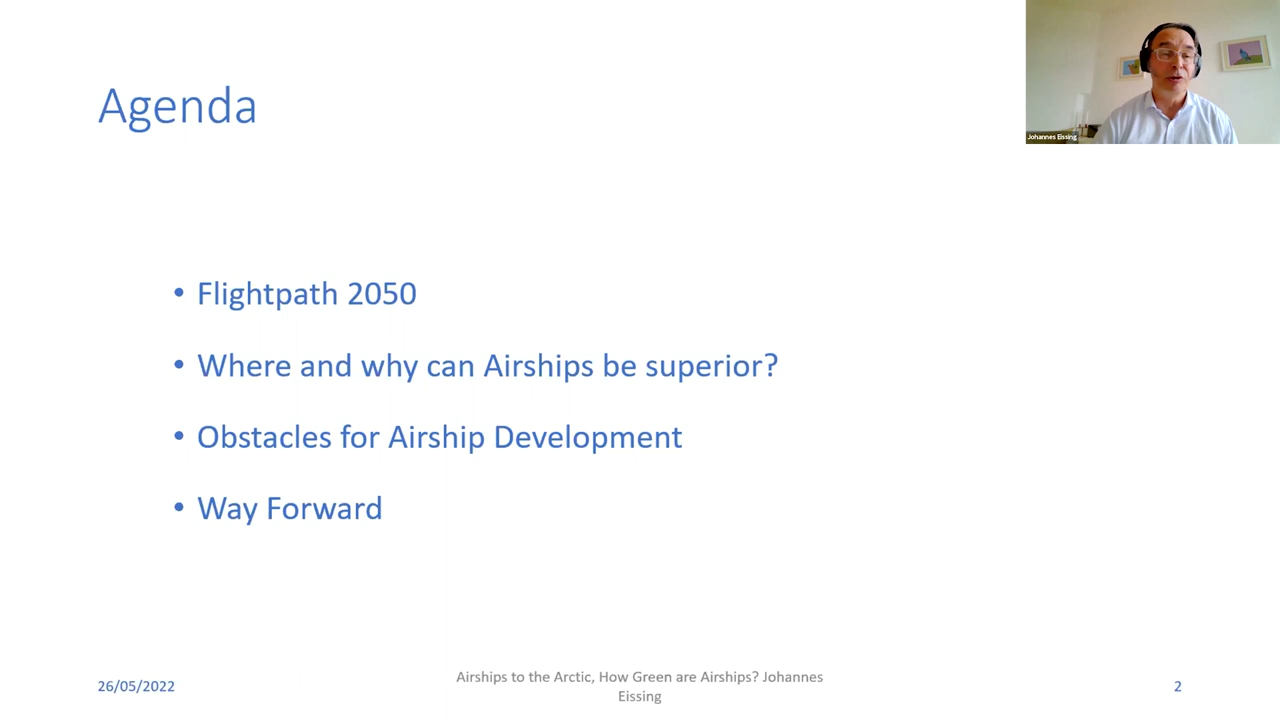 Agenda
Johannes Eissing
• Flightpath 2050
• Where and why can Airships be superior?
• Obstacles for Airship Development
• Way Forward
26/05/2022
Airships to the Arctic, How Green are Airships? Johannes
Eissing
2